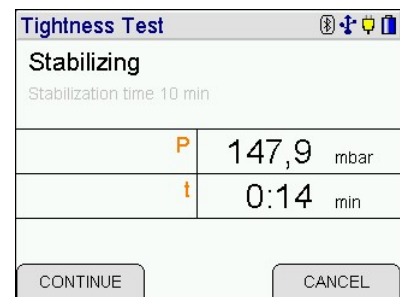 Tightness Test
Stabilizing
Stabilization time 10 min
P 147,9 mbar
t 0:14 min
CONTINUE CANCEL